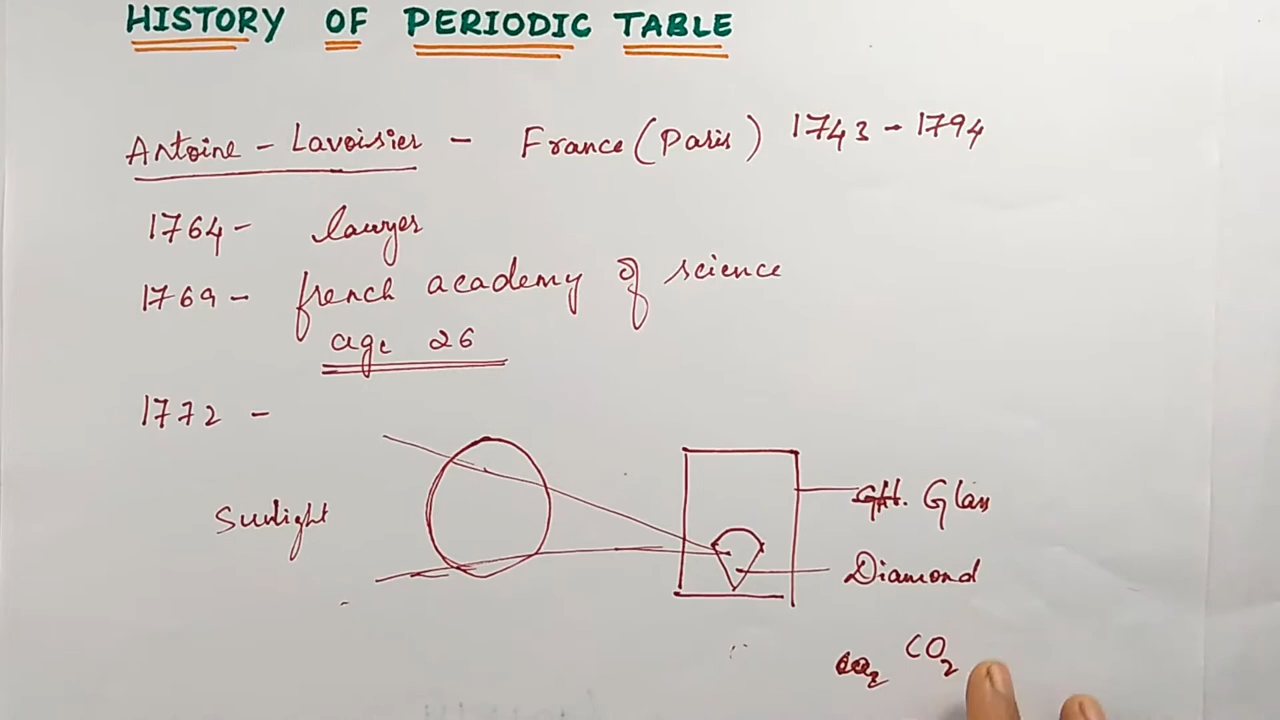 HISTORY OF PERIODIC TABLE
Antoine - Lavoisier - France (Paris) 1743 - 1794
1764 - lawyer
1769 - french academy of science
age 26
1772 -
Sunlight
Glass
Diamond
CO2